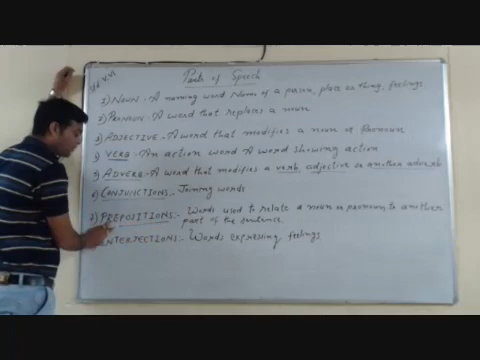 Std V, VI
Parts of Speech
1) NOUN - A naming word Name of a person, place or thing, feelings
2) PRONOUN - A word that replaces a noun
3) ADJECTIVE - A word that modifies a noun or Pronoun
4) VERB - An action word A word showing action
5) ADVERB - A word that modifies a verb adjective or another adverb
6) CONJUNCTIONS - Joining words
7) PREPOSITIONS :- Words used to relate a noun or pronoun to another
part of the sentence
INTERJECTIONS :- Words expressing feelings